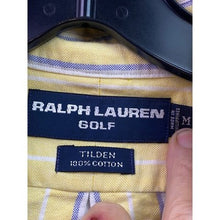 RALPH LAUREN
GOLF
M
TILDEN
100% COTTON